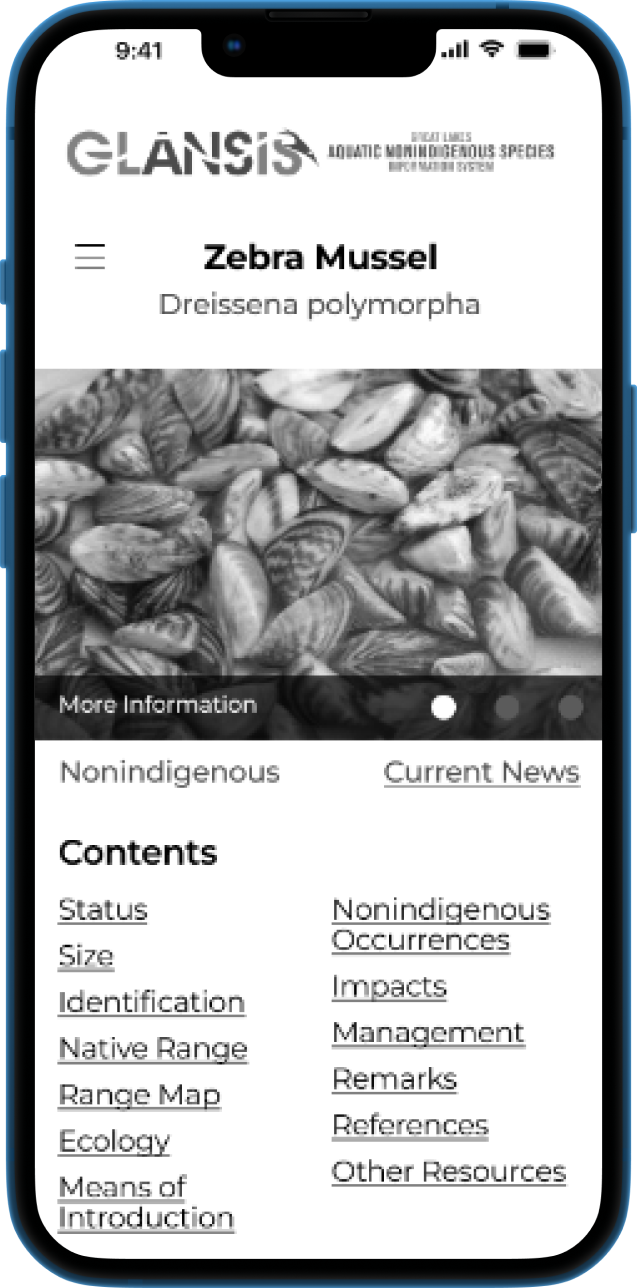 9:41
GLANSIS
GREAT LAKES
AQUATIC NONINDIGENOUS SPECIES
INFORMATION SYSTEM
Zebra Mussel
Dreissena polymorpha
More Information
Nonindigenous
Current News
Contents
Status
Size
Identification
Native Range
Range Map
Ecology
Means of
Introduction
Nonindigenous
Occurrences
Impacts
Management
Remarks
References
Other Resources